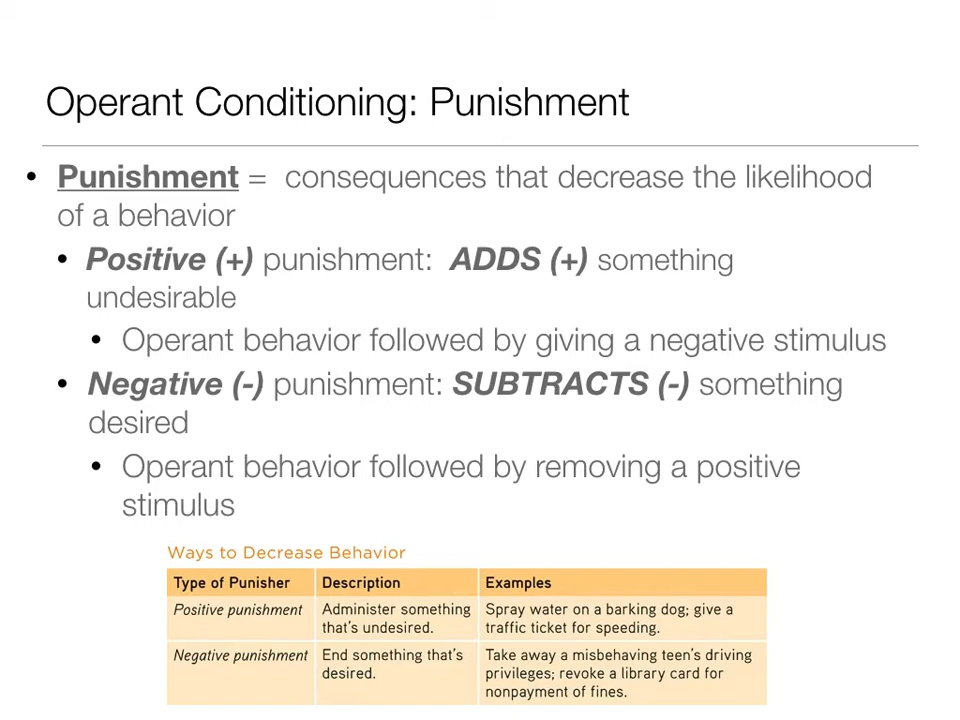 Operant Conditioning: Punishment
• Punishment = consequences that decrease the likelihood
of a behavior
• Positive (+) punishment: ADDS (+) something
undesirable
• Operant behavior followed by giving a negative stimulus
• Negative (-) punishment: SUBTRACTS (-) something
desired
• Operant behavior followed by removing a positive
stimulus
Ways to Decrease Behavior
Type of Punisher Description Examples
Positive punishment Administer something Spray water on a barking dog; give a
that's undesired. traffic ticket for speeding.
Negative punishment End something that's Take away a misbehaving teen's driving
desired. privileges; revoke a library card for
nonpayment of fines.